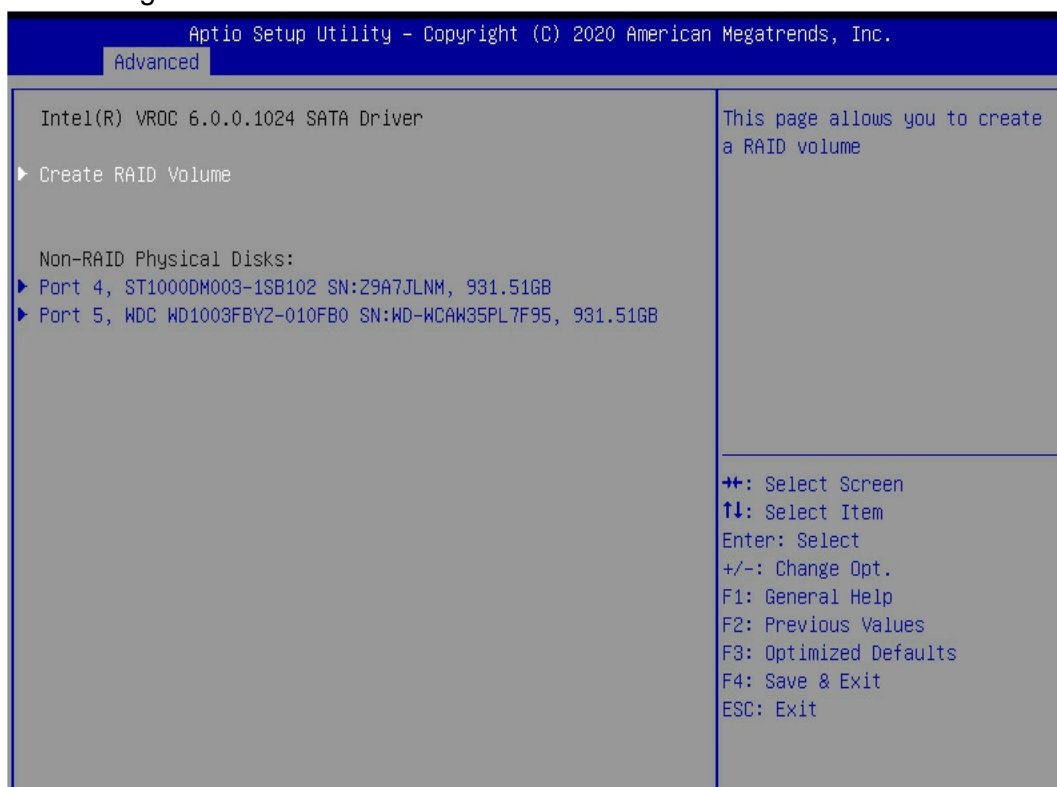 Aptio Setup Utility – Copyright (C) 2020 American Megatrends, Inc.
Advanced
Intel(R) VROC 6.0.0.1024 SATA Driver
Create RAID Volume
Non-RAID Physical Disks:
Port 4, ST1000DM003-1SB102 SN:Z9A7JLNM, 931.51GB
Port 5, WDC WD1003FBYZ-010FB0 SN:WD-WCAW35PL7F95, 931.51GB
This page allows you to create
a RAID volume
→←: Select Screen
↑↓: Select Item
Enter: Select
+/-: Change Opt.
F1: General Help
F2: Previous Values
F3: Optimized Defaults
F4: Save & Exit
ESC: Exit